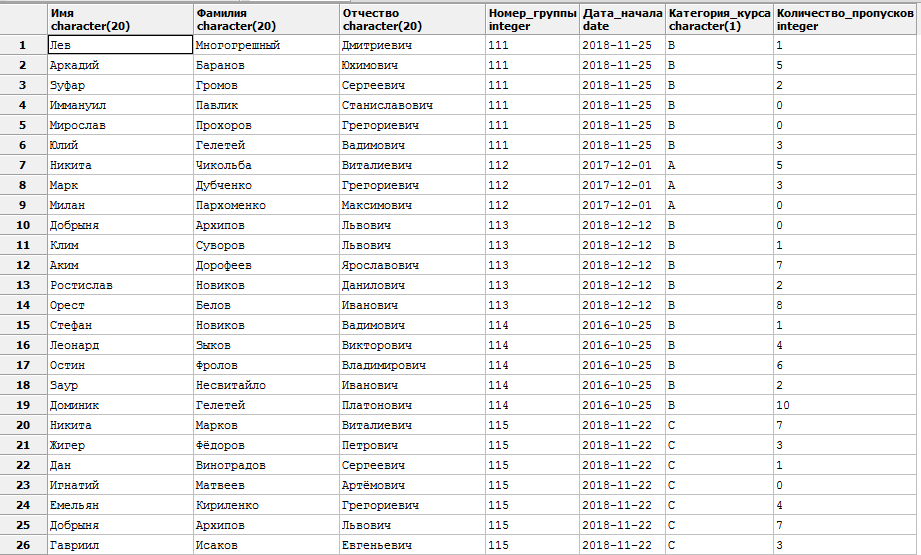 Имя Фамилия Отчество Номер_группы Дата_начала Категория_курса Количество_пропусков
character(20) character(20) character(20) integer date character(1) integer
1 Лев Многогрешный Дмитриевич 111 2018-11-25 B 1
2 Аркадий Баранов Юхимович 111 2018-11-25 B 5
3 Зуфар Громов Сергеевич 111 2018-11-25 B 2
4 Иммануил Павлик Станиславович 111 2018-11-25 B 0
5 Мирослав Прохоров Грегориевич 111 2018-11-25 B 0
6 Юлий Гелетей Вадимович 111 2018-11-25 B 3
7 Никита Чикольба Виталиевич 112 2017-12-01 A 5
8 Марк Дубченко Грегориевич 112 2017-12-01 A 3
9 Милан Пархоменко Максимович 112 2017-12-01 A 0
10 Добрыня Архипов Львович 113 2018-12-12 B 0
11 Клим Суворов Львович 113 2018-12-12 B 1
12 Аким Дорофеев Ярославович 113 2018-12-12 B 7
13 Ростислав Новиков Данилович 113 2018-12-12 B 2
14 Орест Белов Иванович 113 2018-12-12 B 8
15 Стефан Новиков Вадимович 114 2016-10-25 B 1
16 Леонард Зыков Викторович 114 2016-10-25 B 4
17 Остин Фролов Владимирович 114 2016-10-25 B 6
18 Заур Несвитайло Иванович 114 2016-10-25 B 2
19 Доминик Гелетей Платонович 114 2016-10-25 B 10
20 Никита Марков Виталиевич 115 2018-11-22 C 7
21 Жигер Фёдоров Петрович 115 2018-11-22 C 3
22 Дан Виноградов Сергеевич 115 2018-11-22 C 1
23 Игнатий Матвеев Артёмович 115 2018-11-22 C 0
24 Емельян Кириленко Грегориевич 115 2018-11-22 C 4
25 Добрыня Архипов Львович 115 2018-11-22 C 7
26 Гавриил Исаков Евгеньевич 115 2018-11-22 C 3